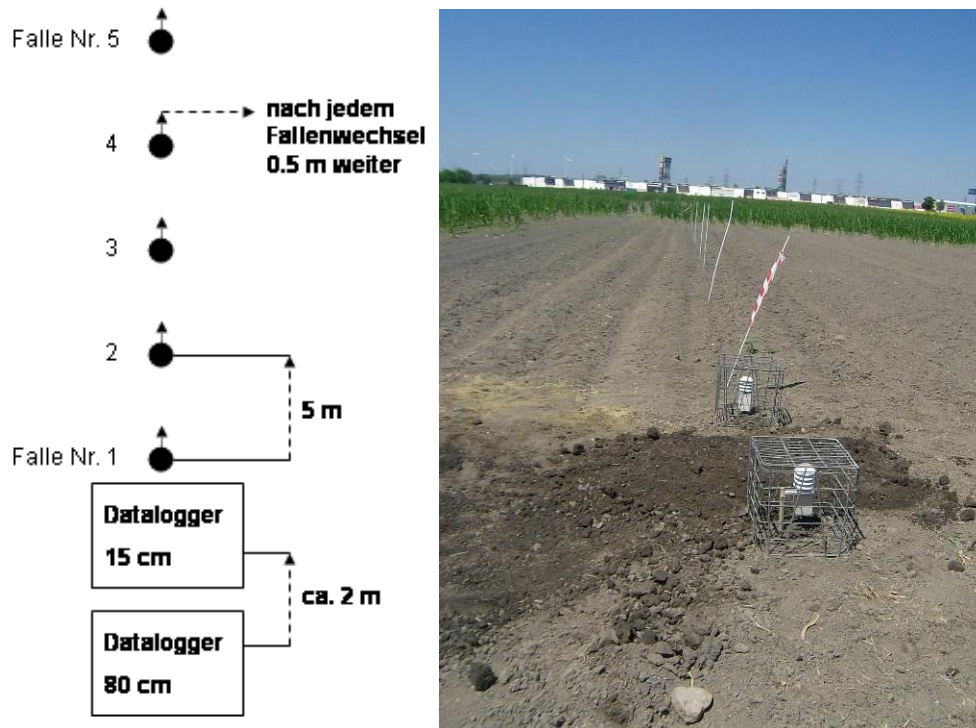 Falle Nr. 5
4
nach jedem
Fallenwechsel
0.5 m weiter
3
2
5 m
Falle Nr. 1
Datalogger
15 cm
ca. 2 m
Datalogger
80 cm